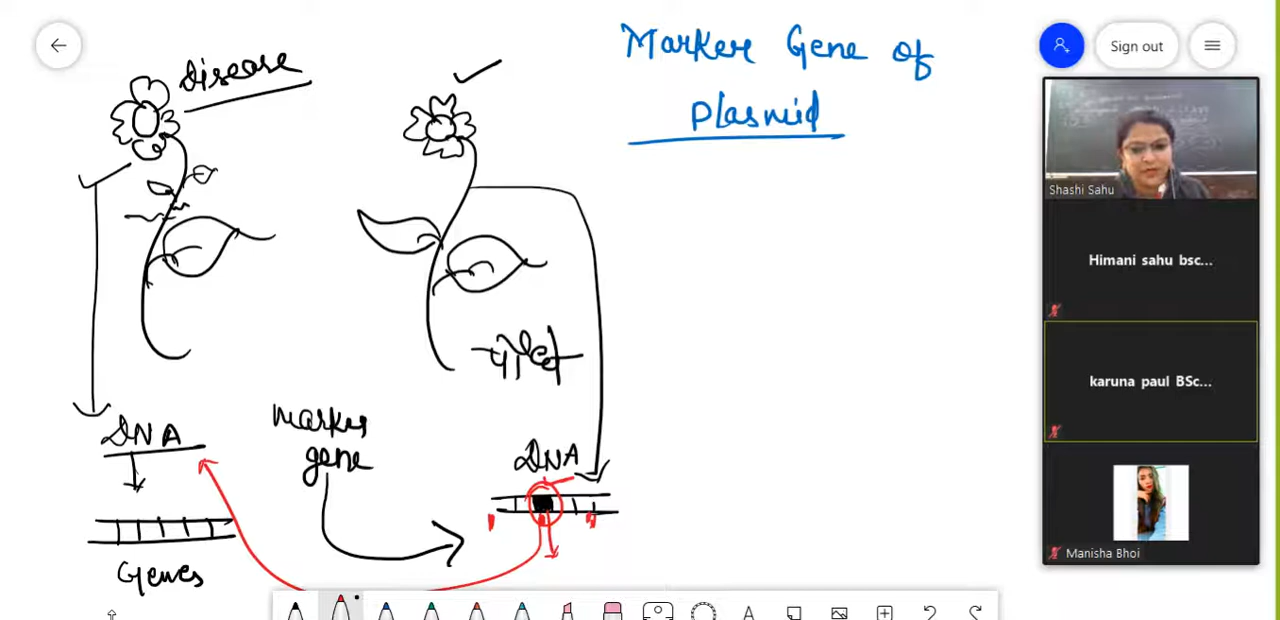 Disease
Marker Gene of
Plasmid
DNA
Genes
Marker
gene
DNA
Sign out
Shashi Sahu
Himani sahu bsc...
karuna paul BSc...
Manisha Bhoi
A